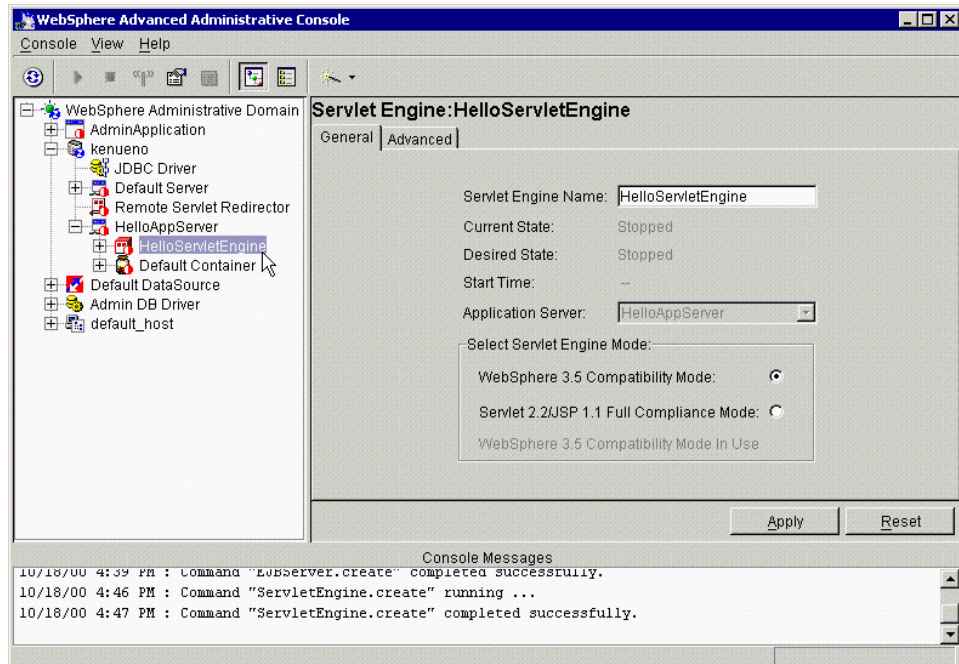 WebSphere Advanced Administrative Console
Console View Help
WebSphere Administrative Domain
AdminApplication
kenueno
JDBC Driver
Default Server
Remote Servlet Redirector
HelloAppServer
HelloServletEngine
Default Container
Default DataSource
Admin DB Driver
default_host
Servlet Engine:HelloServletEngine
General Advanced
Servlet Engine Name: HelloServletEngine
Current State: Stopped
Desired State: Stopped
Start Time: --
Application Server: HelloAppServer
Select Servlet Engine Mode:
WebSphere 3.5 Compatibility Mode:
Servlet 2.2/JSP 1.1 Full Compliance Mode:
WebSphere 3.5 Compatibility Mode In Use
Apply Reset
Console Messages
10/18/00 4:39 PM : Command "EJBServer.create" completed successfully.
10/18/00 4:46 PM : Command "ServletEngine.create" running ...
10/18/00 4:47 PM : Command "ServletEngine.create" completed successfully.